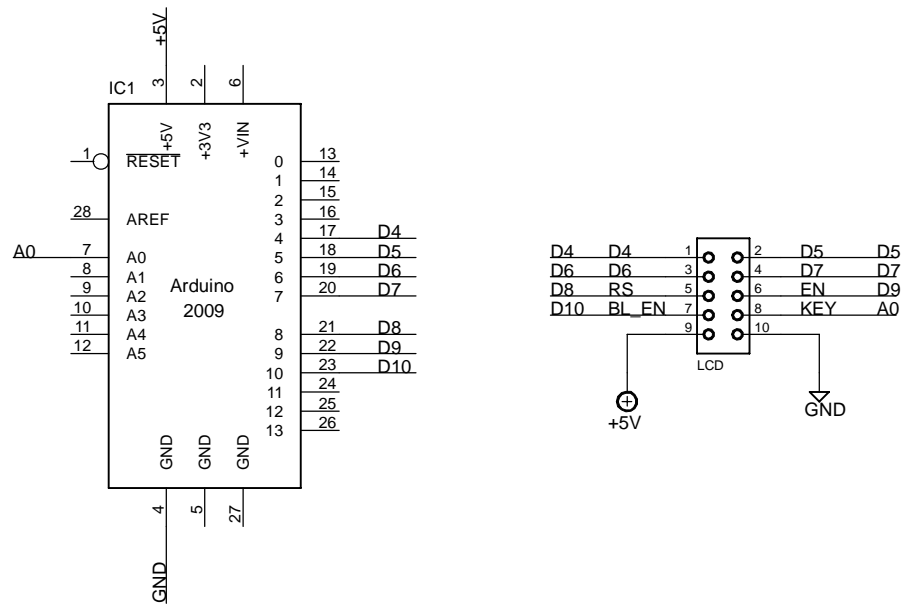 +5V
3 2 6
IC1
+5V +3V3 +VIN
1 RESET 0 13
1 14
2 15
28 AREF 3 16
4 17 D4
A0 7 A0 5 18 D5
8 A1 6 19 D6
9 A2 7 20 D7
10 A3
11 A4 8 21 D8
12 A5 9 22 D9
10 23 D10
11 24
12 25
13 26
Arduino
2009
GND GND GND
4 5 27
GND
D4 D4 1 2 D5 D5
D6 D6 3 4 D7 D7
D8 RS 5 6 EN D9
D10 BL_EN 7 8 KEY A0
9 10
LCD
+5V GND